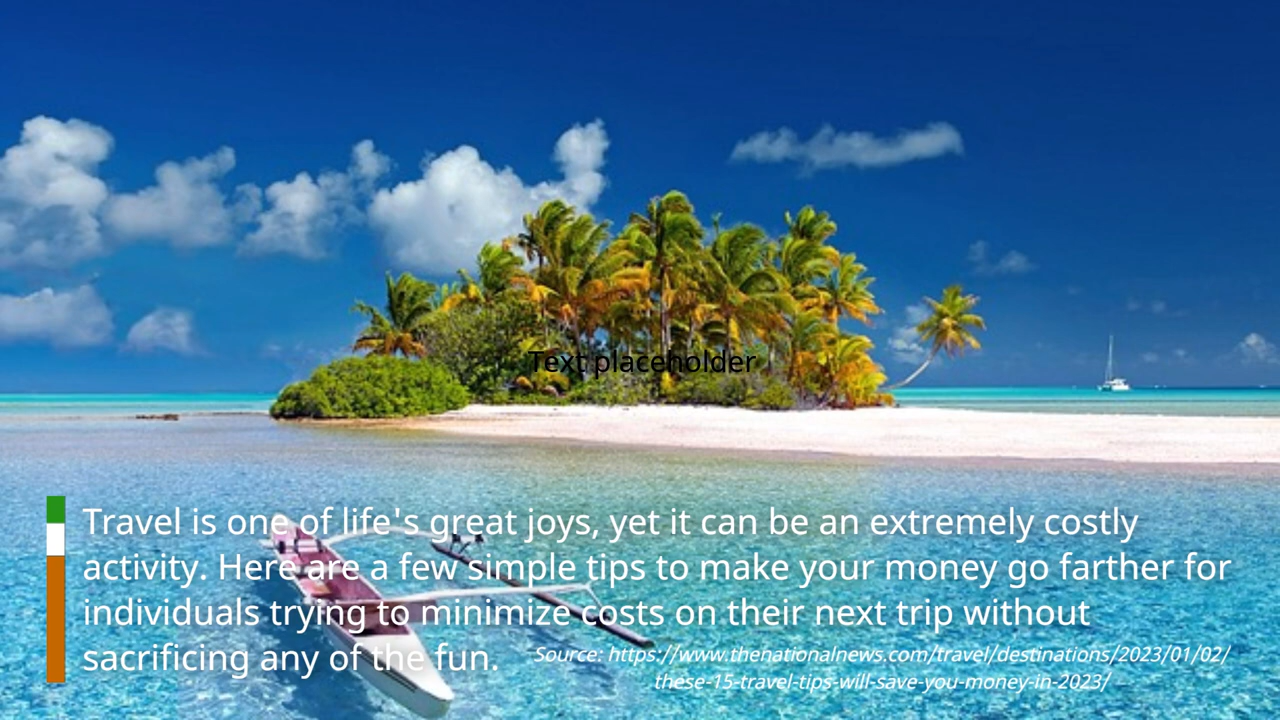 Text placeholder
Travel is one of life's great joys, yet it can be an extremely costly
activity. Here are a few simple tips to make your money go farther for
individuals trying to minimize costs on their next trip without
sacrificing any of the fun.
Source: https://www.thenationalnews.com/travel/destinations/2023/01/02/
these-15-travel-tips-will-save-you-money-in-2023/